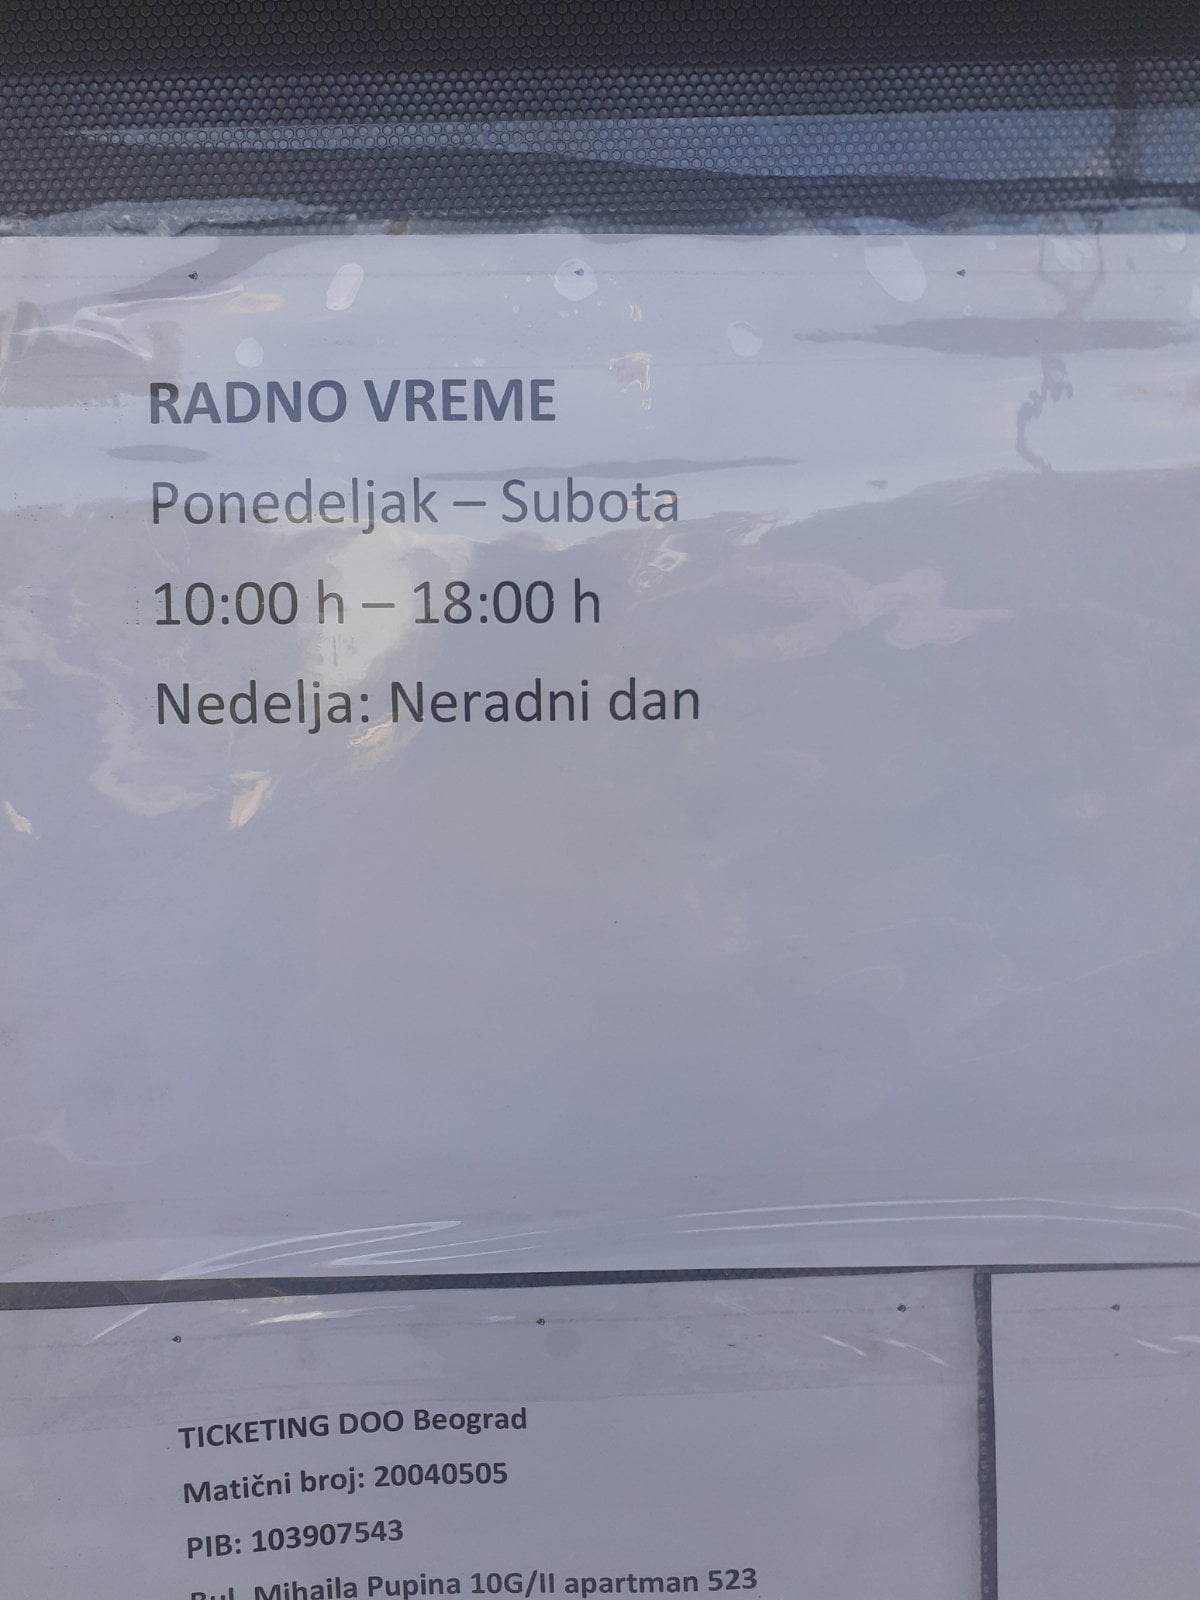 RADNO VREME
Ponedeljak – Subota
10:00 h – 18:00 h
Nedelja: Neradni dan
TICKETING DOO Beograd
Matični broj: 20040505
PIB: 103907543
Bul. Mihaila Pupina 10G/II apartman 523